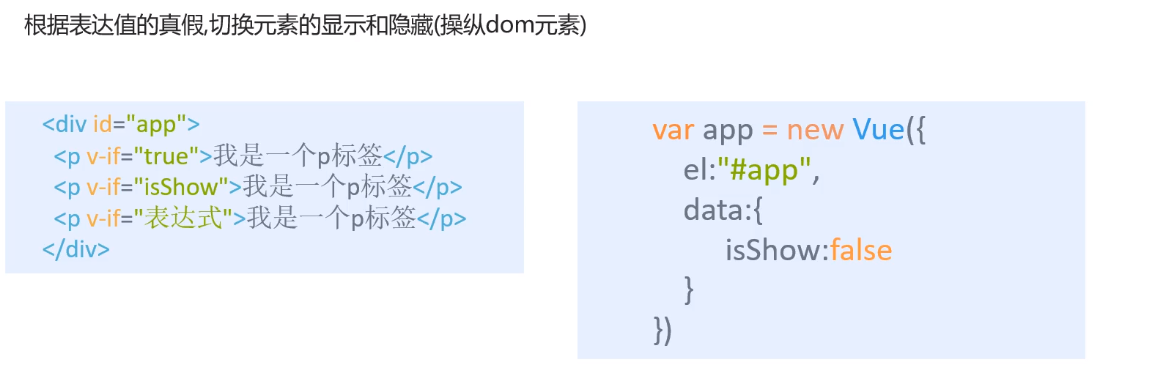 根据表达值的真假,切换元素的显示和隐藏(操纵dom元素)
<div id="app">
<p v-if="true">我是一个p标签</p>
<p v-if="isShow">我是一个p标签</p>
<p v-if="表达式">我是一个p标签</p>
</div>
var app = new Vue({
el:"#app",
data:{
isShow:false
}
})